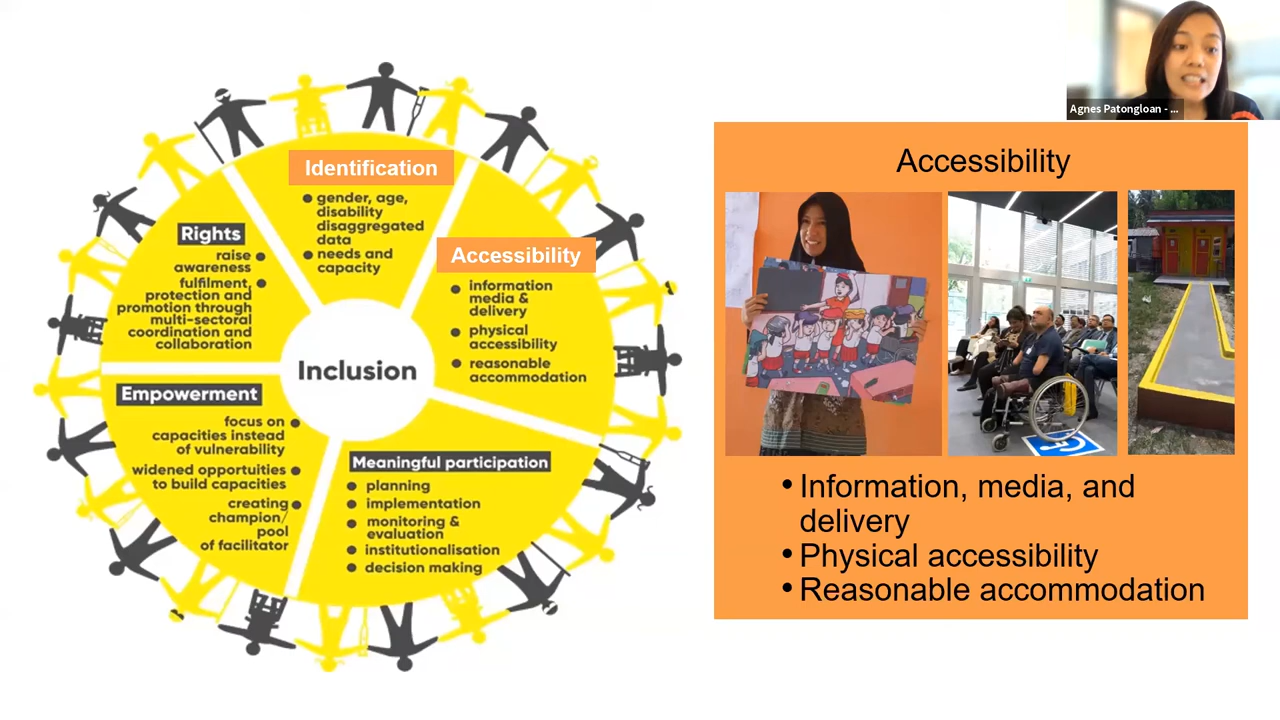 Agnes Patongloan - ...
Identification
gender, age,
disability
disaggregated
data
needs and
capacity
Accessibility
information
media &
delivery
physical
accessibility
reasonable
accommodation
Meaningful participation
planning
implementation
monitoring &
evaluation
institutionalisation
decision making
Empowerment
focus on
capacities instead
of vulnerability
widened opportuities
to build capacities
creating
champion/
pool
of facilitator
Rights
raise
awareness
fulfilment,
protection and
promotion through
multi-sectoral
coordination and
collaboration
Inclusion
Accessibility
• Information, media, and
delivery
• Physical accessibility
• Reasonable accommodation